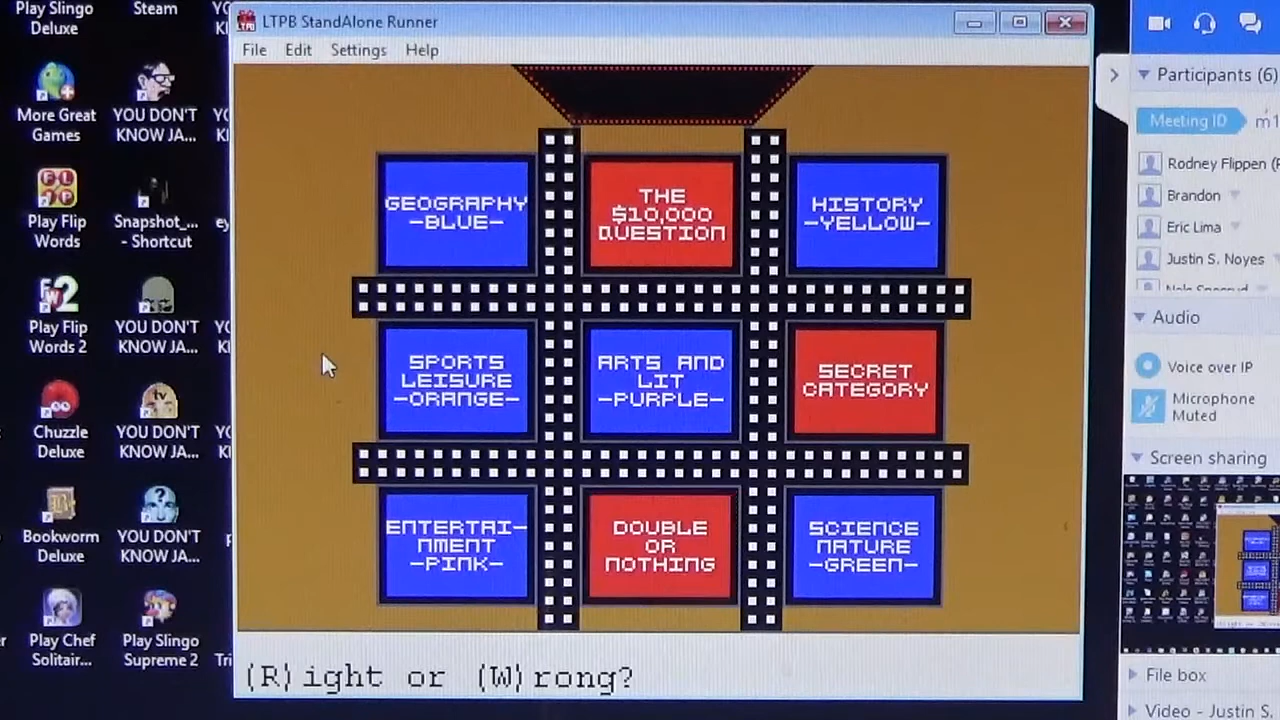 Play Slingo
Deluxe
Steam
More Great
Games
YOU DON'T
KNOW JA...
Play Flip
Words
Snapshot_...
- Shortcut
Play Flip
Words 2
YOU DON'T
KNOW JA...
Chuzzle
Deluxe
YOU DON'T
KNOW JA...
Bookworm
Deluxe
YOU DON'T
KNOW JA...
Play Chef
Solitair...
Play Slingo
Supreme 2
LTPB StandAlone Runner
File Edit Settings Help
GEOGRAPHY
-BLUE-
THE
$10,000
QUESTION
HISTORY
-YELLOW-
SPORTS
LEISURE
-ORANGE-
ARTS AND
LIT
-PURPLE-
SECRET
CATEGORY
ENTERTAI-
NMENT
-PINK-
DOUBLE
OR
NOTHING
SCIENCE
NATURE
-GREEN-
(R)ight or (W)rong?
Participants (6)
Meeting ID
Rodney Flippen
Brandon
Eric Lima
Justin S. Noyes
Audio
Voice over IP
Microphone
Muted
Screen sharing
File box
Video - Justin S.